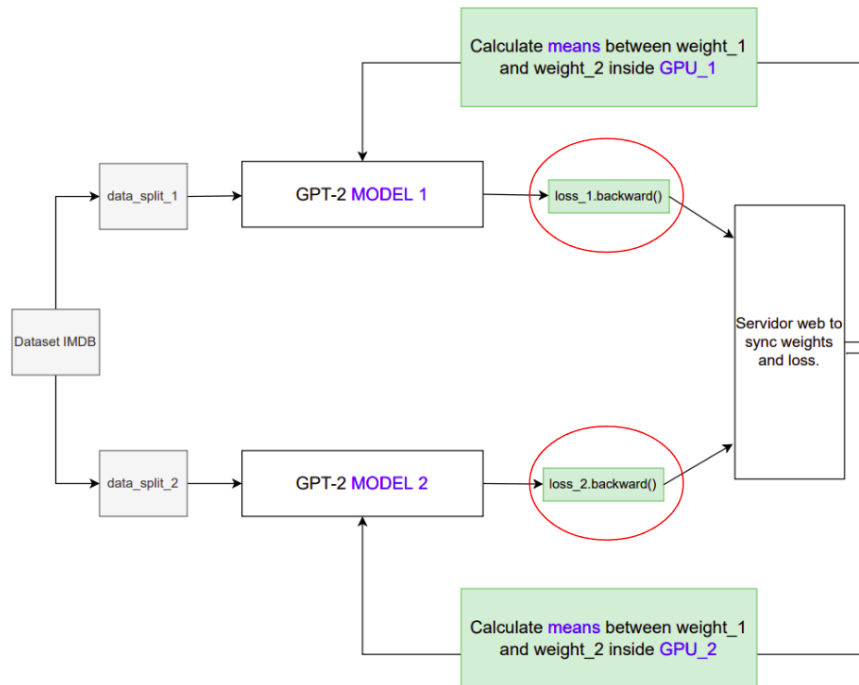 Calculate means between weight_1
and weight_2 inside GPU_1
data_split_1
GPT-2 MODEL 1
loss_1.backward()
Dataset IMDB
Servidor web to
sync weights
and loss.
data_split_2
GPT-2 MODEL 2
loss_2.backward()
Calculate means between weight_1
and weight_2 inside GPU_2